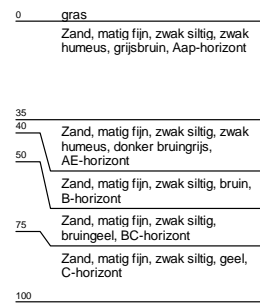 0 gras
Zand, matig fijn, zwak siltig, zwak
humeus, grijsbruin, Aap-horizont
35
40
Zand, matig fijn, zwak siltig, zwak
humeus, donker bruingrijs,
AE-horizont
50
Zand, matig fijn, zwak siltig, bruin,
B-horizont
75
Zand, matig fijn, zwak siltig,
bruingeel, BC-horizont
Zand, matig fijn, zwak siltig, geel,
C-horizont
100